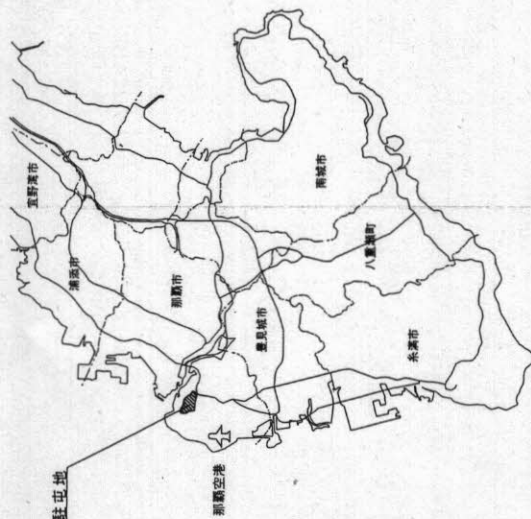 駐屯地
那覇空港
宜野湾市
浦添市
那覇市
豊見城市
南城市
八重瀬町
糸満市